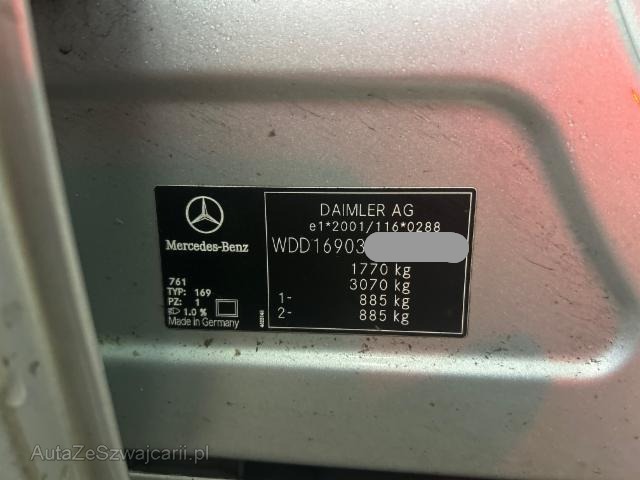 DAIMLER AG
e1*2001/116*0288
WDD16903
1770 kg
3070 kg
1- 885 kg
2- 885 kg
Mercedes-Benz
761
TYP: 169
PZ: 1
1.0 %
Made in Germany
AutaZeSzwajcarii.pl